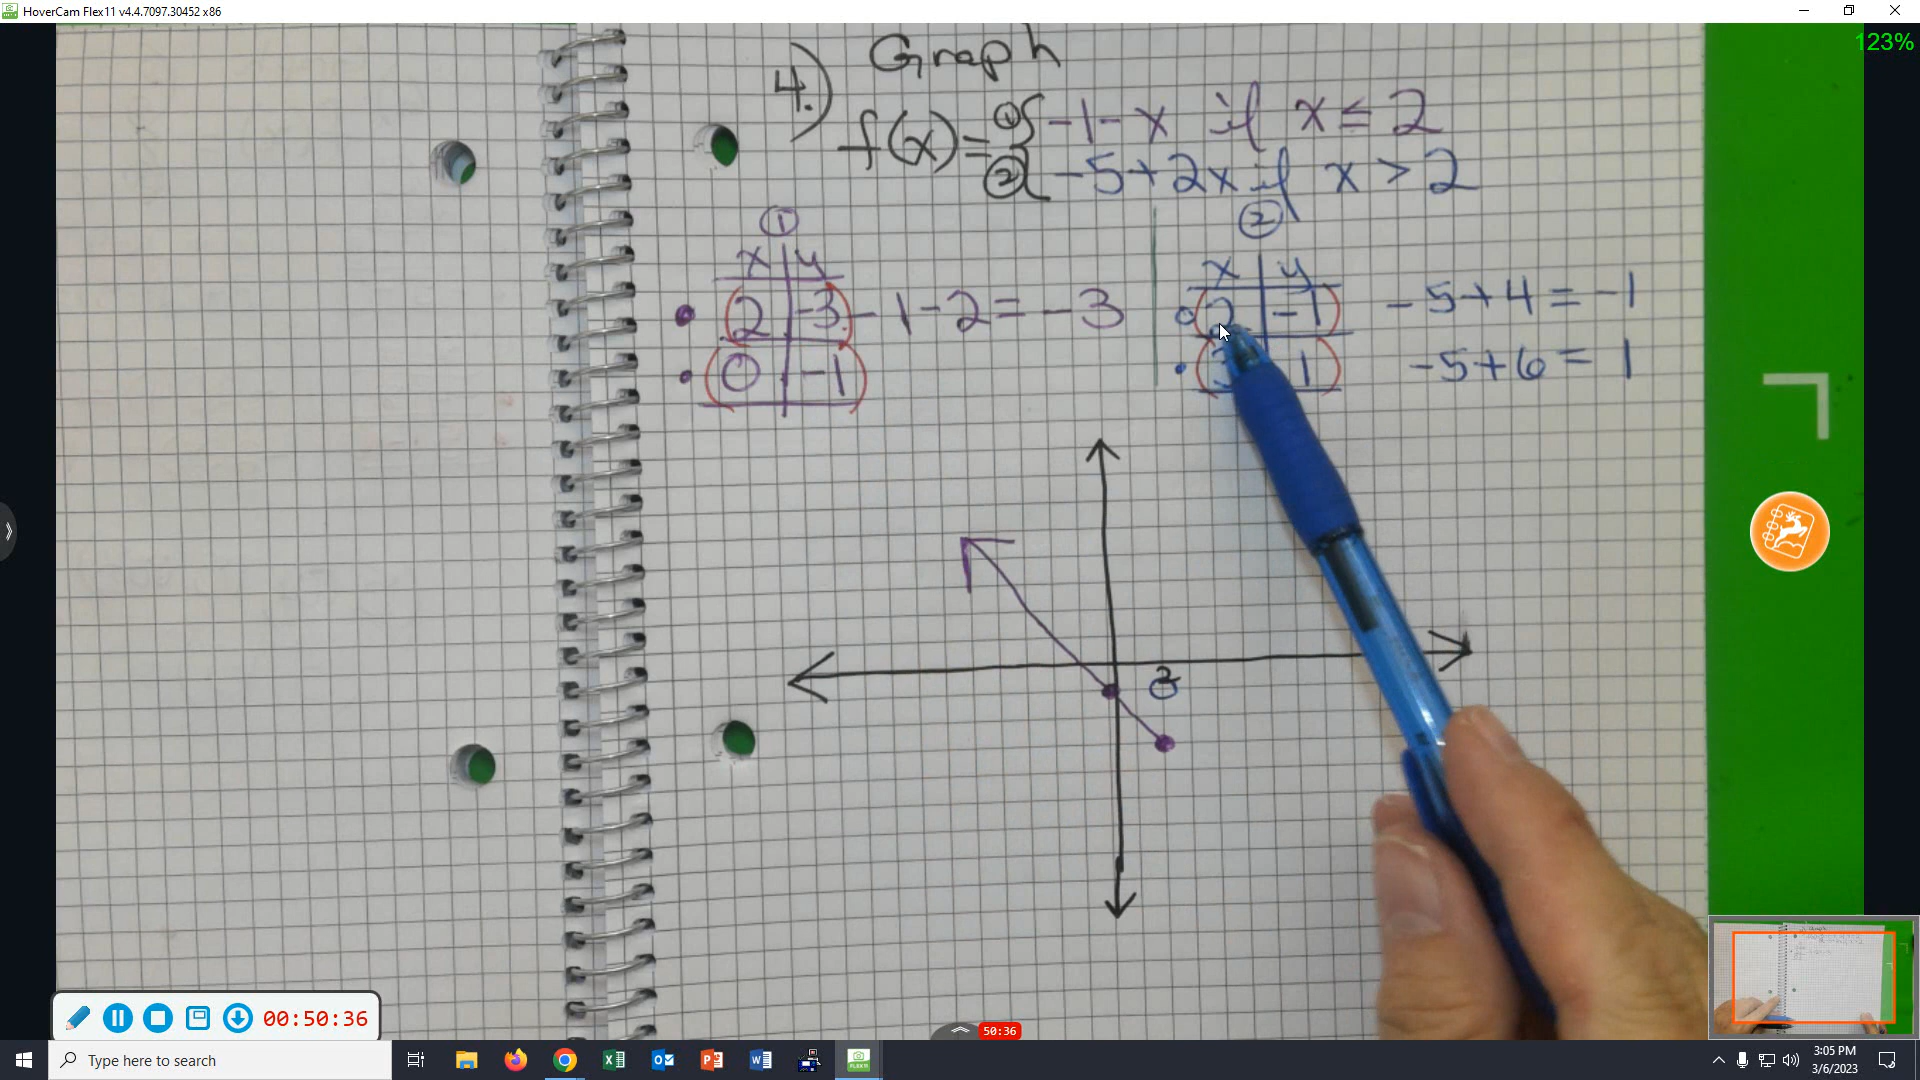 HoverCam Flex11 v4.4.7097.30452 x86
123%
4.) Graph
f(x) = { ① -1 - x if x ≤ 2
② -5 + 2x if x > 2
①
x y
2 -3 -1-2 = -3
0 -1
②
x y
2 -1 -5+4 = -1
3 1 -5+6 = 1
2
00:50:36
50:36
Type here to search
3:05 PM
3/6/2023